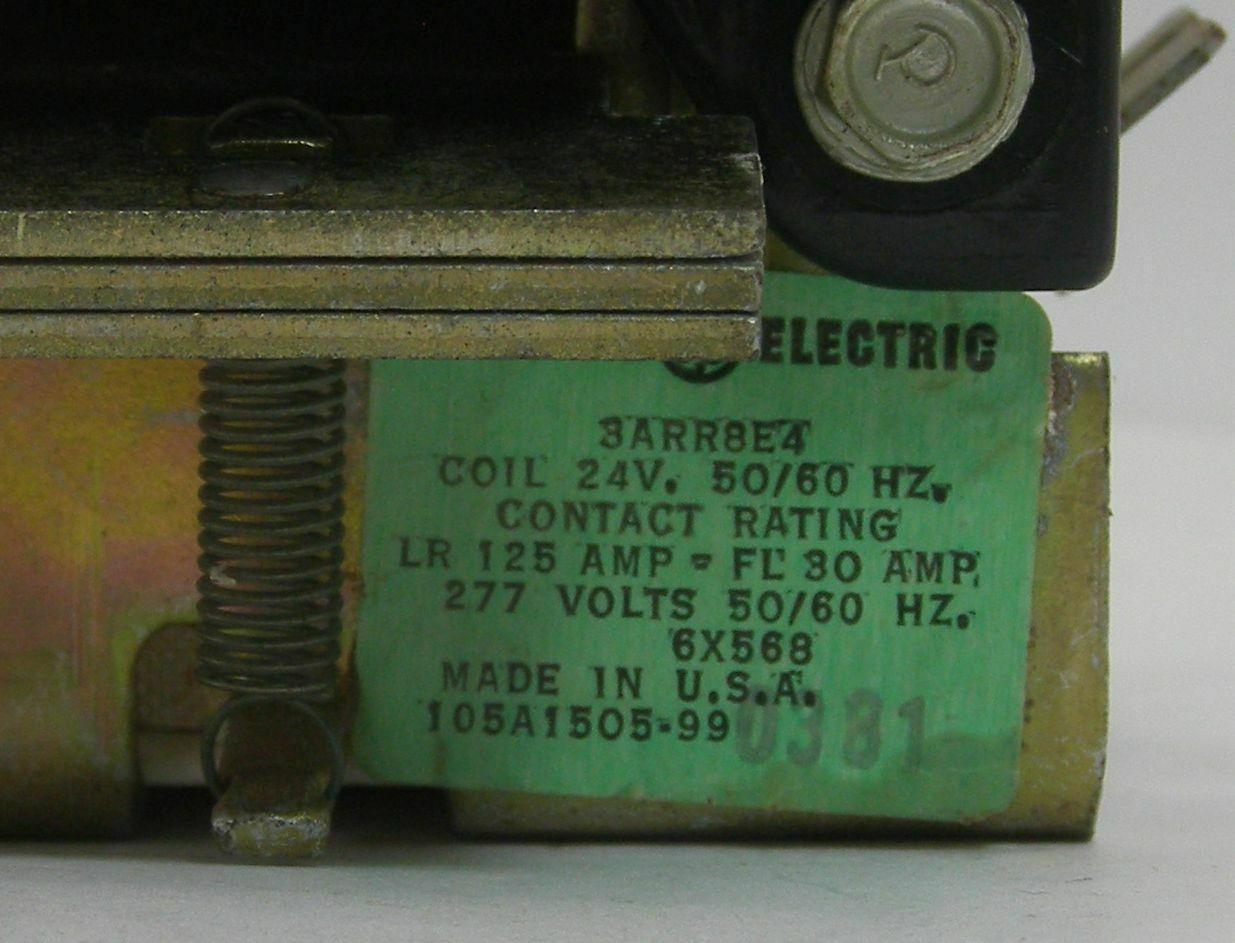 ELECTRIC
3ARR8E4
COIL 24V. 50/60 HZ.
CONTACT RATING
LR 125 AMP - FL 30 AMP.
277 VOLTS 50/60 HZ.
6X568
MADE IN U.S.A.
105A1505-99 0381